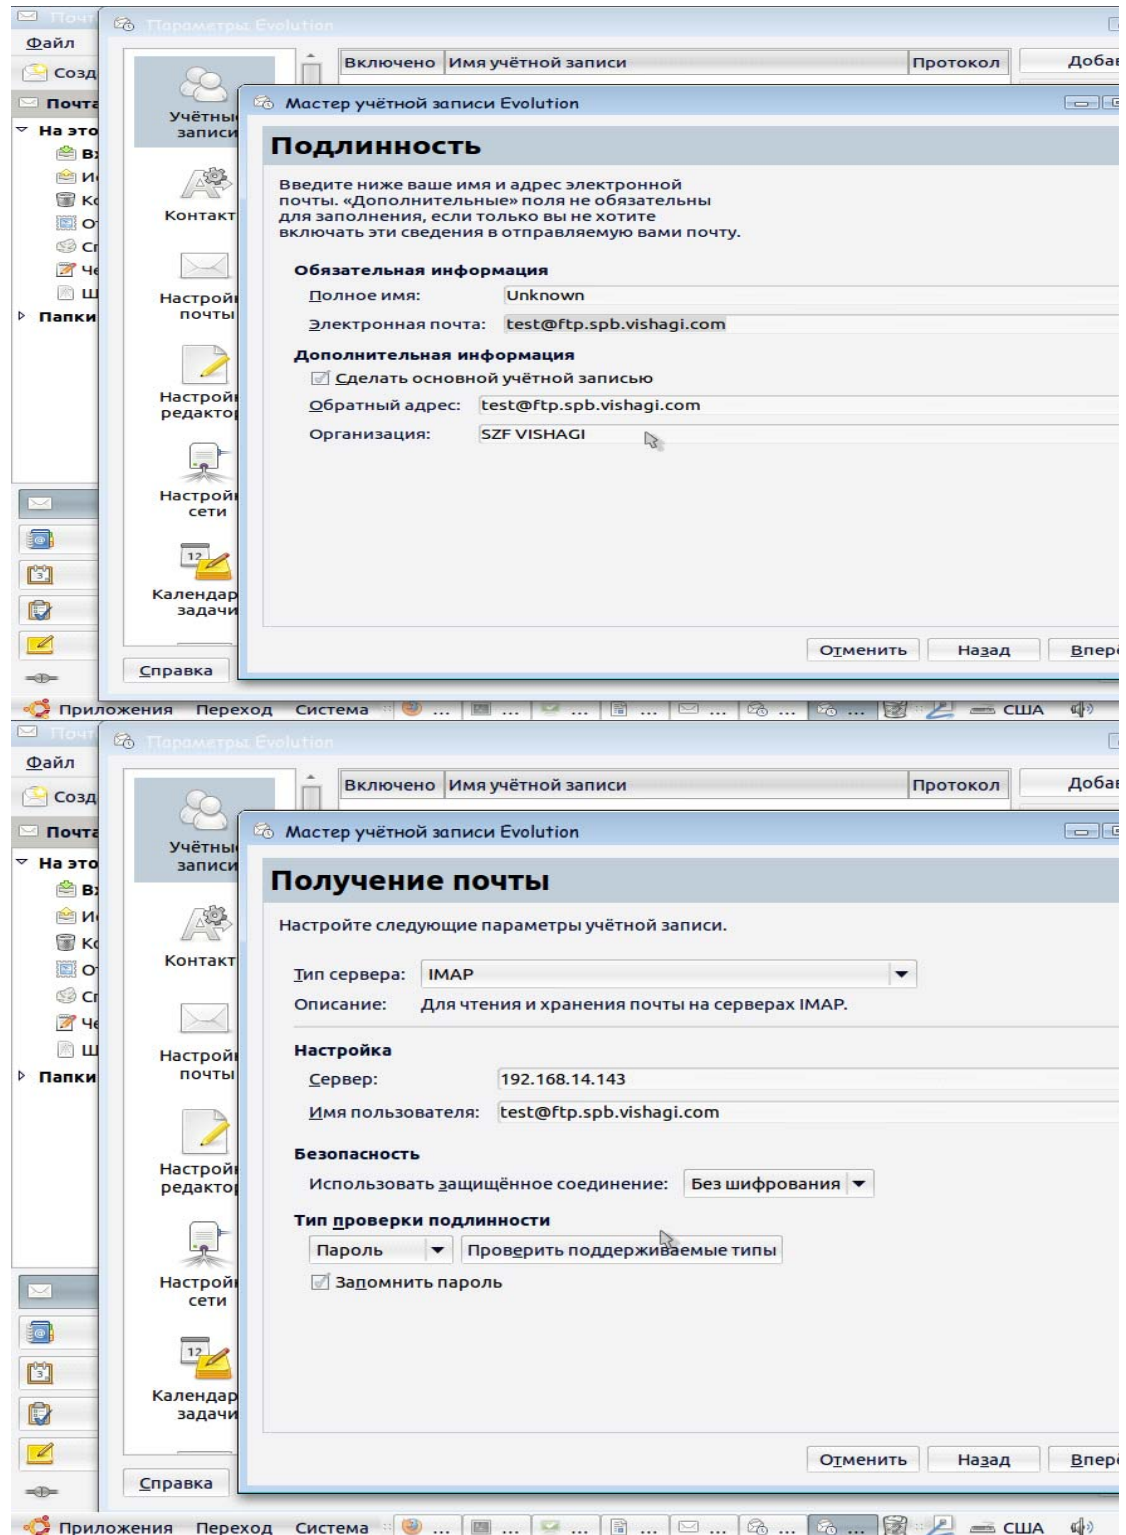 Параметры Evolution
Файл
Созд
Включено Имя учётной записи Протокол
Почта
На это
Папки
Учётные
записи
Контакт
Настрой
почты
Настрой
редактор
Настрой
сети
12
Календар
задачи
3
Справка
Мастер учётной записи Evolution
Подлинность
Введите ниже ваше имя и адрес электронной
почты. «Дополнительные» поля не обязательны
для заполнения, если только вы не хотите
включать эти сведения в отправляемую вами почту.
Обязательная информация
Полное имя: Unknown
Электронная почта: test@ftp.spb.vishagi.com
Дополнительная информация
Сделать основной учётной записью
Обратный адрес: test@ftp.spb.vishagi.com
Организация: SZF VISHAGI
Отменить Назад Вперё
Приложения Переход Система ... ... ... ... ... ... ... США
Параметры Evolution
Файл
Созд
Включено Имя учётной записи Протокол
Почта
На это
Папки
Учётные
записи
Контакт
Настрой
почты
Настрой
редактор
Настрой
сети
12
Календар
задачи
3
Справка
Мастер учётной записи Evolution
Получение почты
Настройте следующие параметры учётной записи.
Тип сервера: IMAP
Описание: Для чтения и хранения почты на серверах IMAP.
Настройка
Сервер: 192.168.14.143
Имя пользователя: test@ftp.spb.vishagi.com
Безопасность
Использовать защищённое соединение: Без шифрования
Тип проверки подлинности
Пароль Проверить поддерживаемые типы
Запомнить пароль
Отменить Назад Вперё
Приложения Переход Система ... ... ... ... ... ... ... США